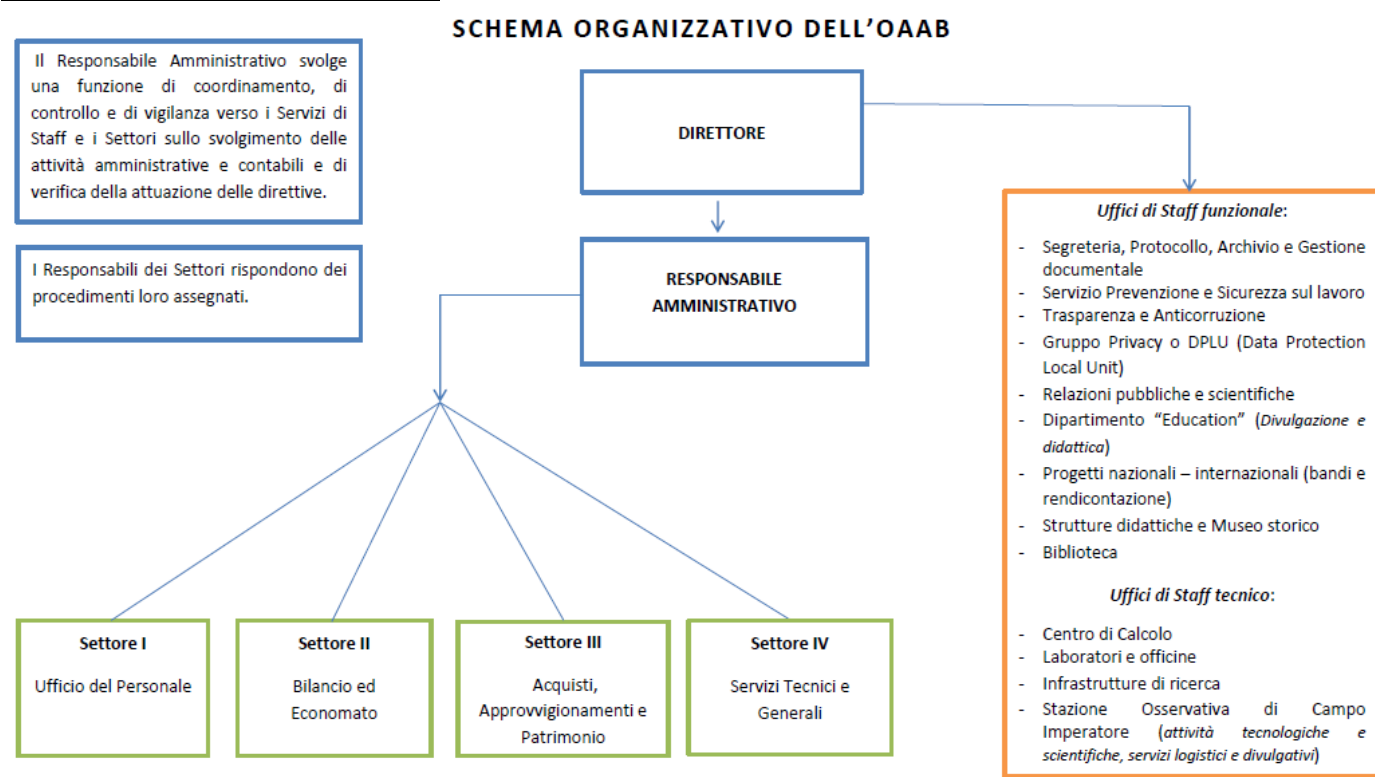 SCHEMA ORGANIZZATIVO DELL'OAAB
Il Responsabile Amministrativo svolge
una funzione di coordinamento, di
controllo e di vigilanza verso i Servizi di
Staff e i Settori sullo svolgimento delle
attività amministrative e contabili e di
verifica della attuazione delle direttive.
I Responsabili dei Settori rispondono dei
procedimenti loro assegnati.
DIRETTORE
RESPONSABILE
AMMINISTRATIVO
Uffici di Staff funzionale:
- Segreteria, Protocollo, Archivio e Gestione
documentale
- Servizio Prevenzione e Sicurezza sul lavoro
- Trasparenza e Anticorruzione
- Gruppo Privacy o DPLU (Data Protection
Local Unit)
- Relazioni pubbliche e scientifiche
- Dipartimento "Education" (Divulgazione e
didattica)
- Progetti nazionali – internazionali (bandi e
rendicontazione)
- Strutture didattiche e Museo storico
- Biblioteca
Uffici di Staff tecnico:
- Centro di Calcolo
- Laboratori e officine
- Infrastrutture di ricerca
- Stazione Osservativa di Campo
Imperatore (attività tecnologiche e
scientifiche, servizi logistici e divulgativi)
Settore I
Ufficio del Personale
Settore II
Bilancio ed
Economato
Settore III
Acquisti,
Approvvigionamenti e
Patrimonio
Settore IV
Servizi Tecnici e
Generali